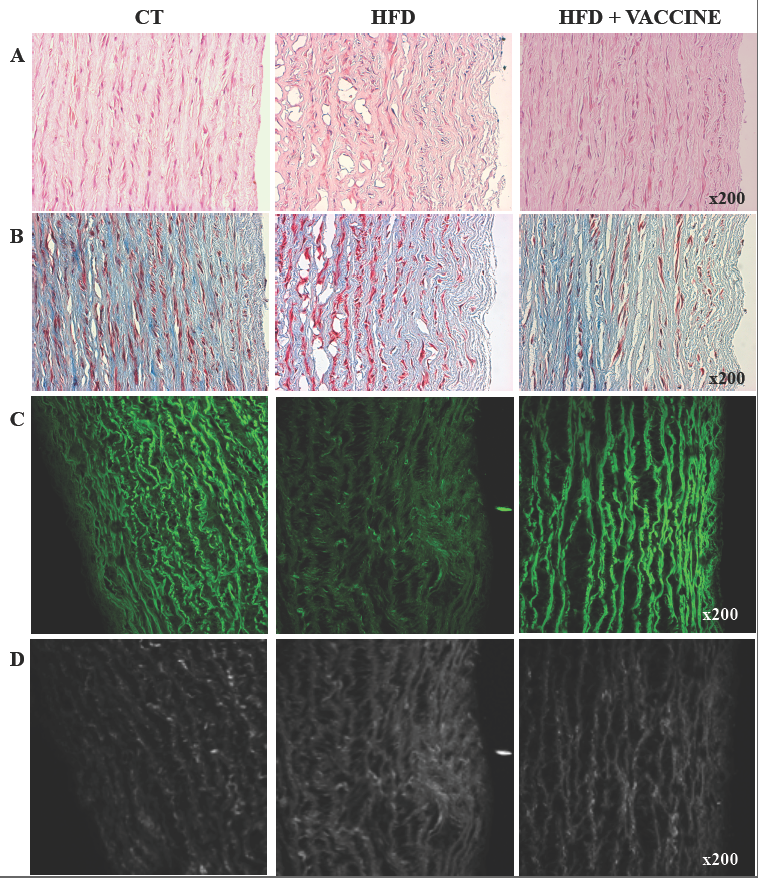 CT HFD HFD + VACCINE
A
x200
B
x200
C
x200
D
x200